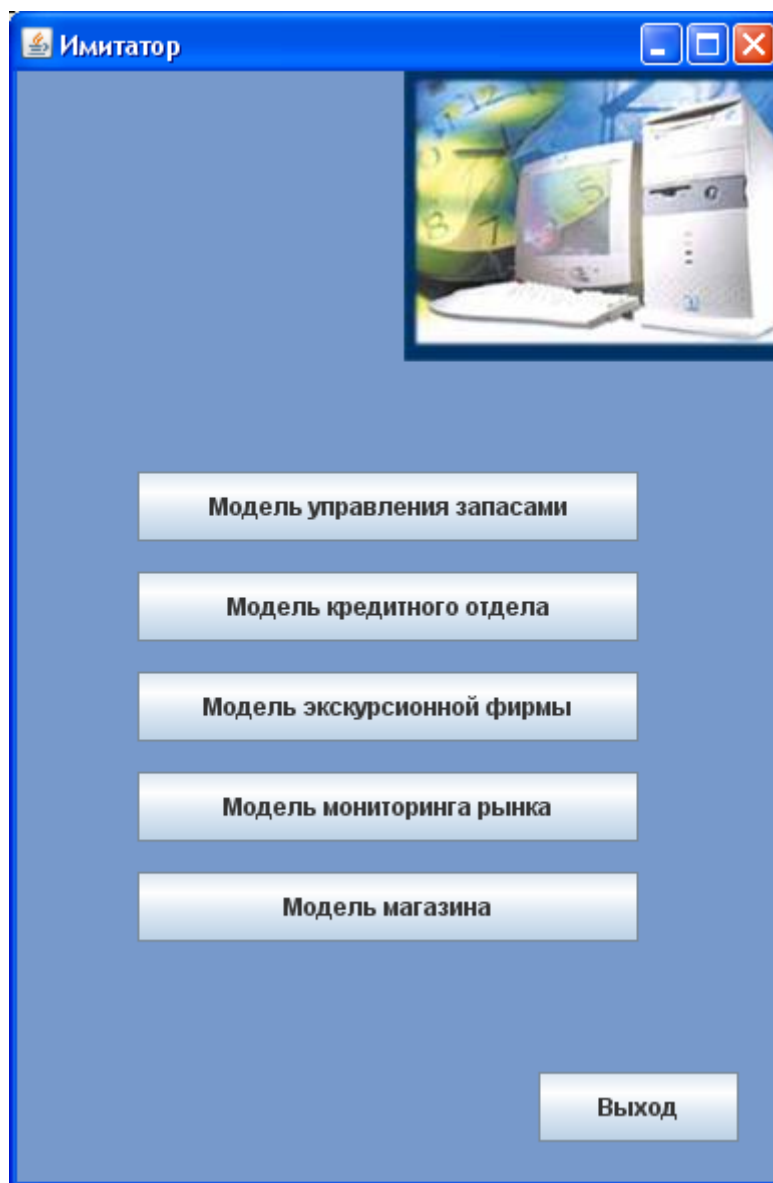 Имитатор
Модель управления запасами
Модель кредитного отдела
Модель экскурсионной фирмы
Модель мониторинга рынка
Модель магазина
Выход